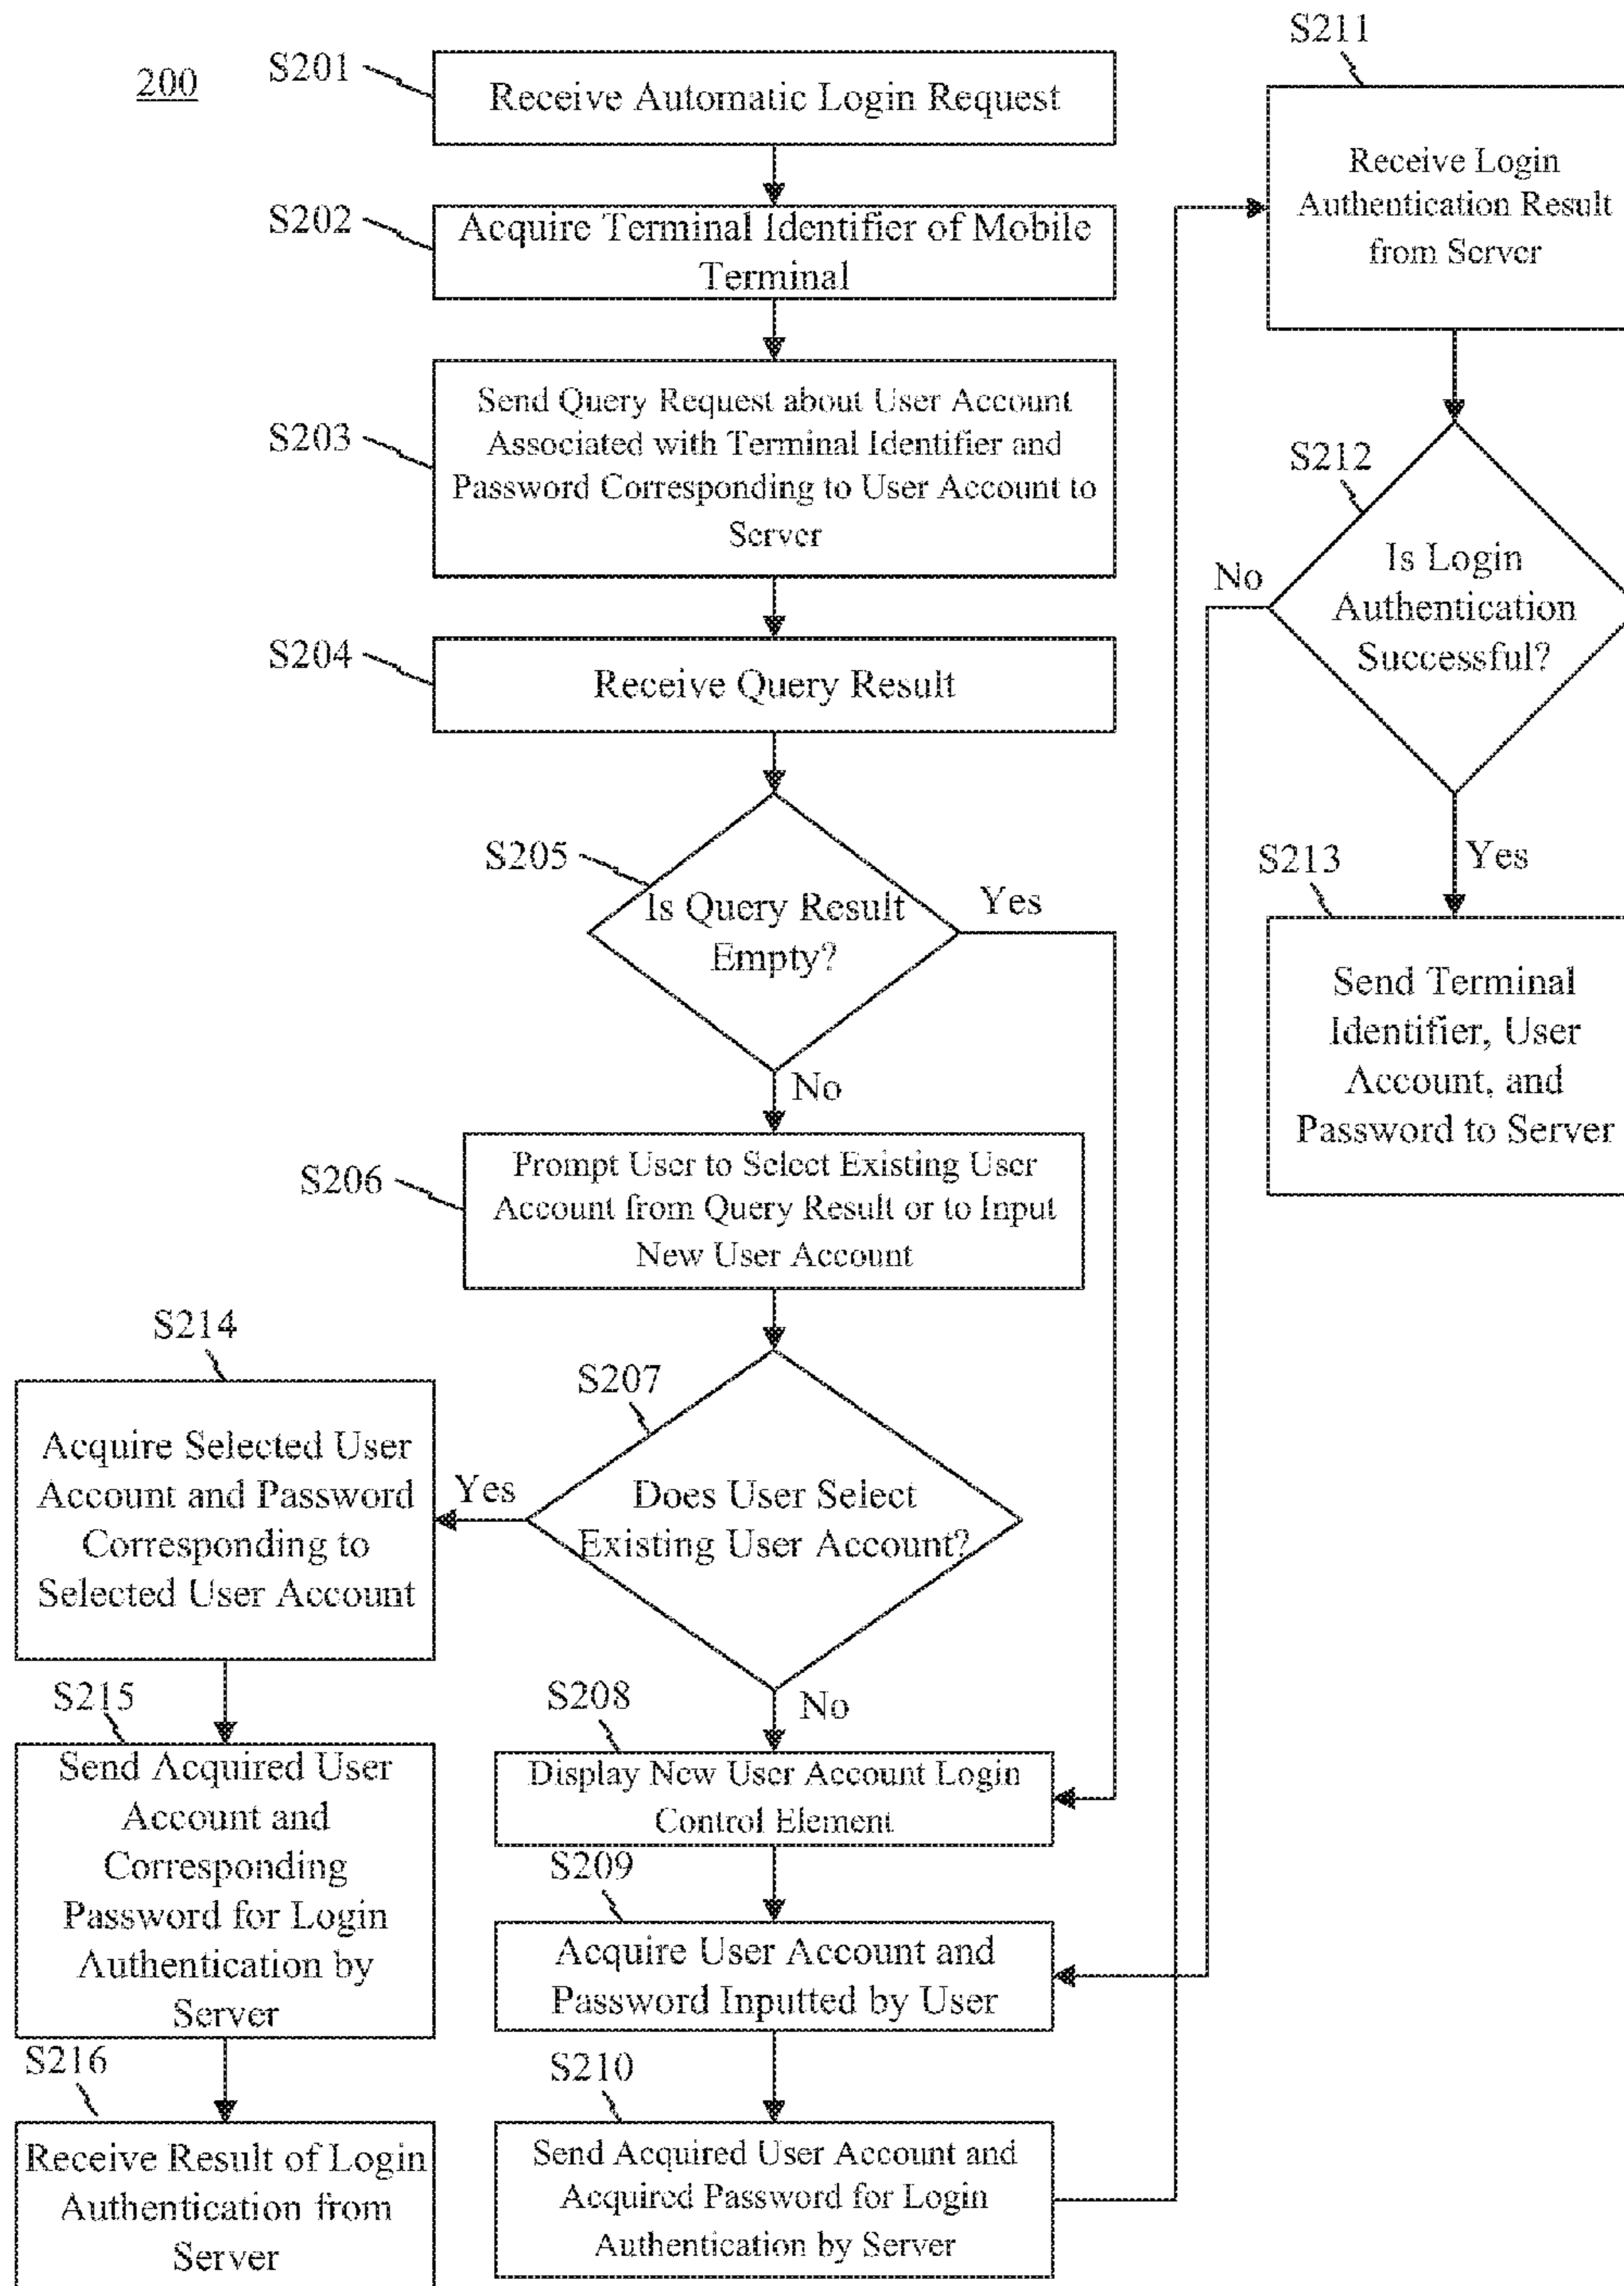 200
S201
Receive Automatic Login Request
S202
Acquire Terminal Identifier of Mobile
Terminal
S203
Send Query Request about User Account
Associated with Terminal Identifier and
Password Corresponding to User Account to
Server
S204
Receive Query Result
S205
Is Query Result
Empty?
Yes
No
S206
Prompt User to Select Existing User
Account from Query Result or to Input
New User Account
S207
Does User Select
Existing User Account?
Yes
No
S208
Display New User Account Login
Control Element
S209
Acquire User Account and
Password Inputted by User
S210
Send Acquired User Account and
Acquired Password for Login
Authentication by Server
S211
Receive Login
Authentication Result
from Server
S212
Is Login
Authentication
Successful?
No
Yes
S213
Send Terminal
Identifier, User
Account, and
Password to Server
S214
Acquire Selected User
Account and Password
Corresponding to
Selected User Account
S215
Send Acquired User
Account and
Corresponding
Password for Login
Authentication by
Server
S216
Receive Result of Login
Authentication from
Server